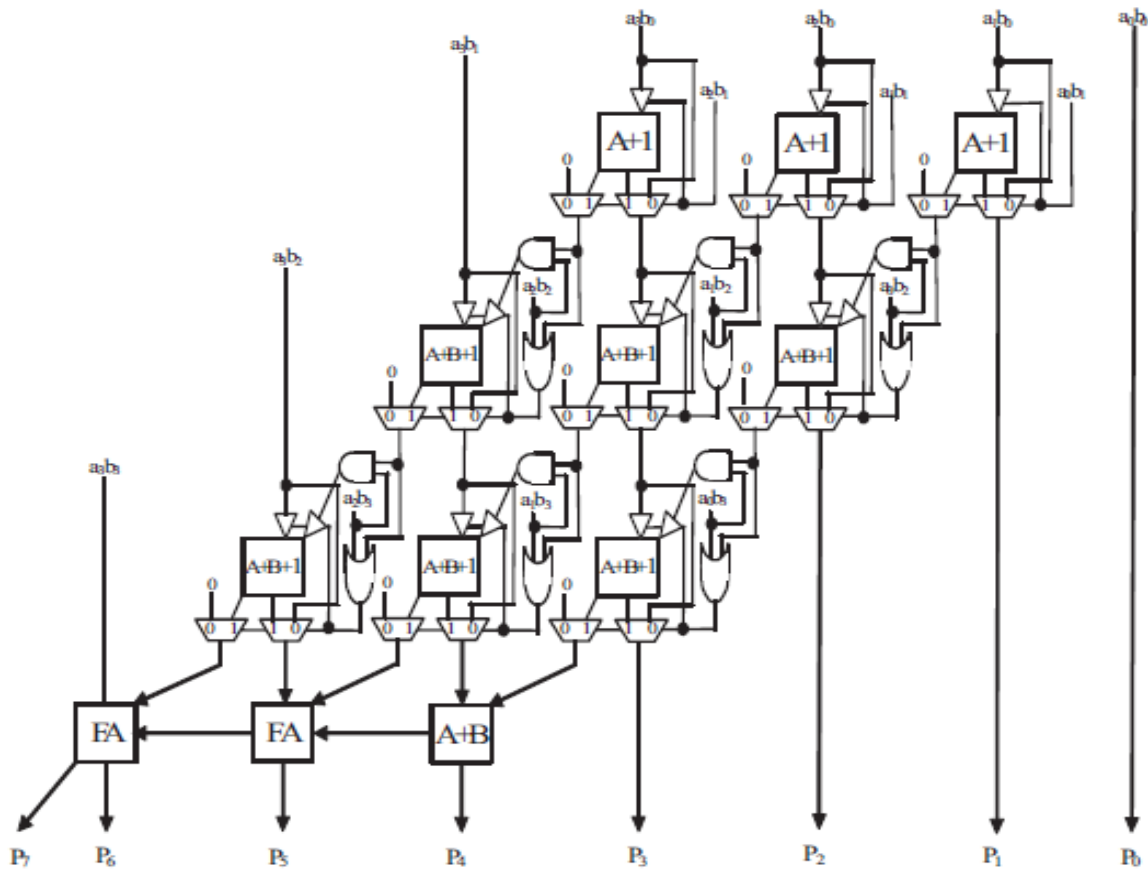 a₃b₀ a₂b₀ a₁b₀ a₀b₀
a₃b₁
a₂b₁ a₁b₁ a₀b₁
A+1 A+1 A+1
0 0 0
0 1 1 0 0 1 1 0 0 1 1 0
a₃b₂ a₂b₂ a₁b₂ a₀b₂
A+B+1 A+B+1 A+B+1
0 0 0
0 1 1 0 0 1 1 0 0 1 1 0
a₃b₃ a₂b₃ a₁b₃ a₀b₃
A+B+1 A+B+1 A+B+1
0 0 0
0 1 1 0 0 1 1 0 0 1 1 0
FA FA A+B
P₇ P₆ P₅ P₄ P₃ P₂ P₁ P₀